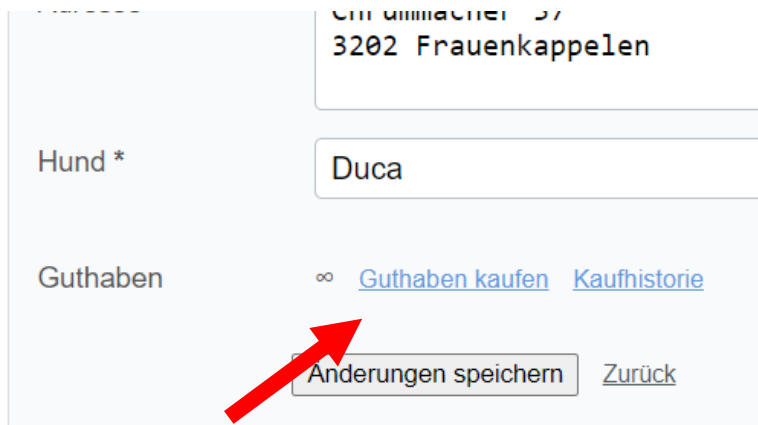 3202 Frauenkappelen
Hund *
Duca
Guthaben
∞ Guthaben kaufen Kaufhistorie
Änderungen speichern Zurück